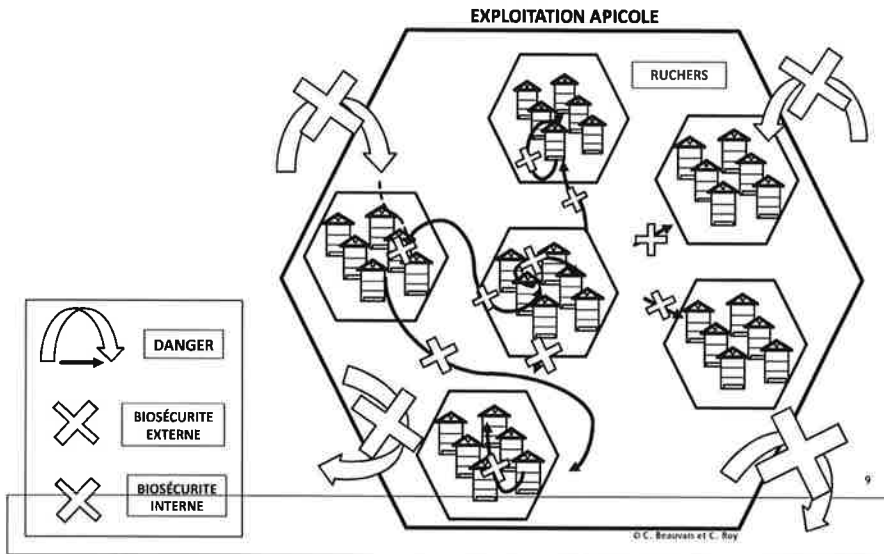 EXPLOITATION APICOLE
RUCHERS
DANGER
BIOSÉCURITE
EXTERNE
BIOSÉCURITE
INTERNE
9
© C. Beauvais et C. Roy